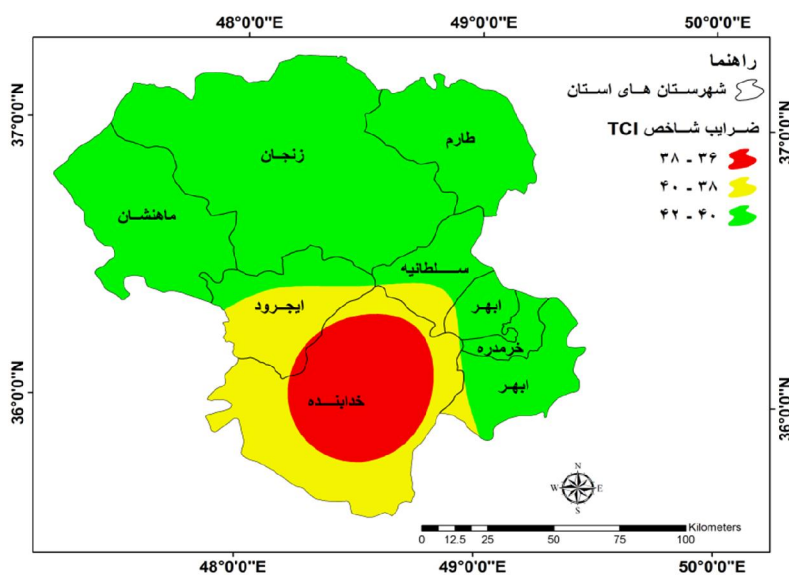 48°0'0"E 49°0'0"E 50°0'0"E
راهنما
شهرستان های استان
ضرایب شاخص TCI
۳۶ - ۳۸
۳۸ - ۴۰
۴۰ - ۴۲
37°0'0"N
37°0'0"N
طارم
زنجان
ماهنشان
سلطانیه
ایجرود
ابهر
خرمدره
ابهر
خدابنده
36°0'0"N
36°0'0"N
N
W E
S
Kilometers
0 12.5 25 50 75 100
48°0'0"E 49°0'0"E 50°0'0"E